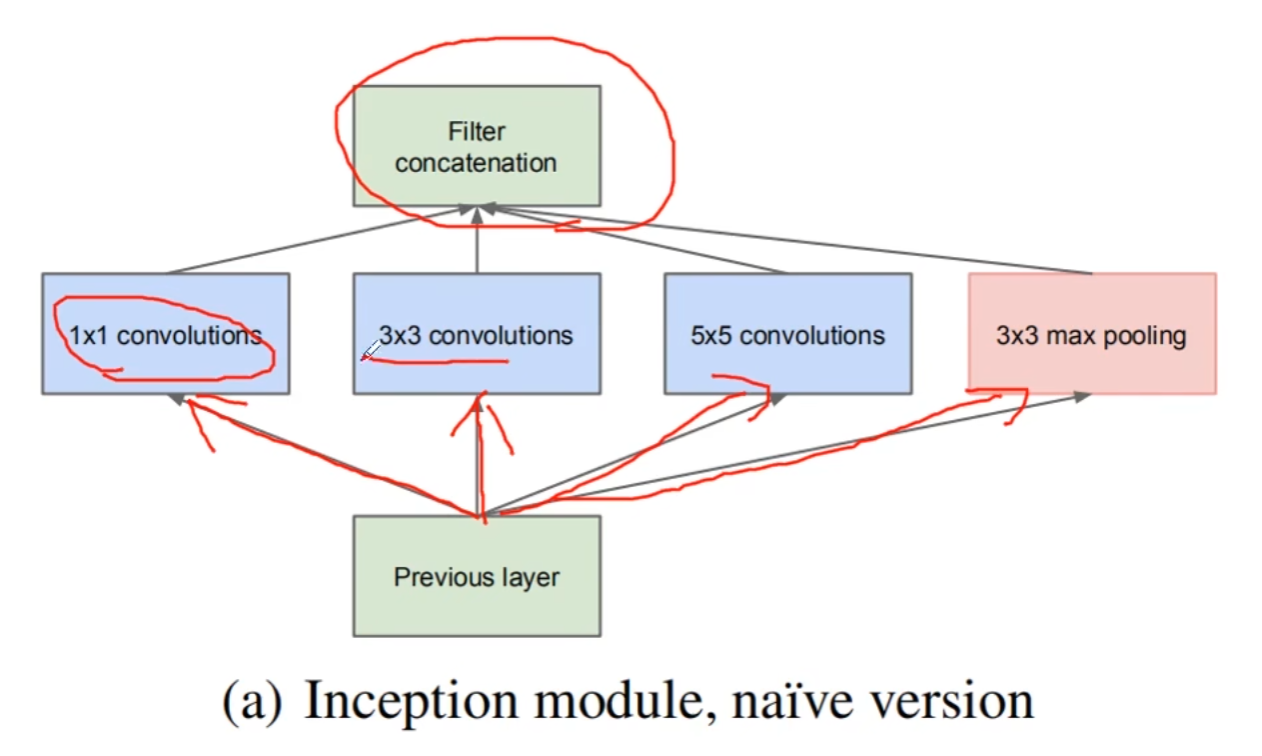 Filter
concatenation
1x1 convolutions
3x3 convolutions
5x5 convolutions
3x3 max pooling
Previous layer
(a) Inception module, naïve version